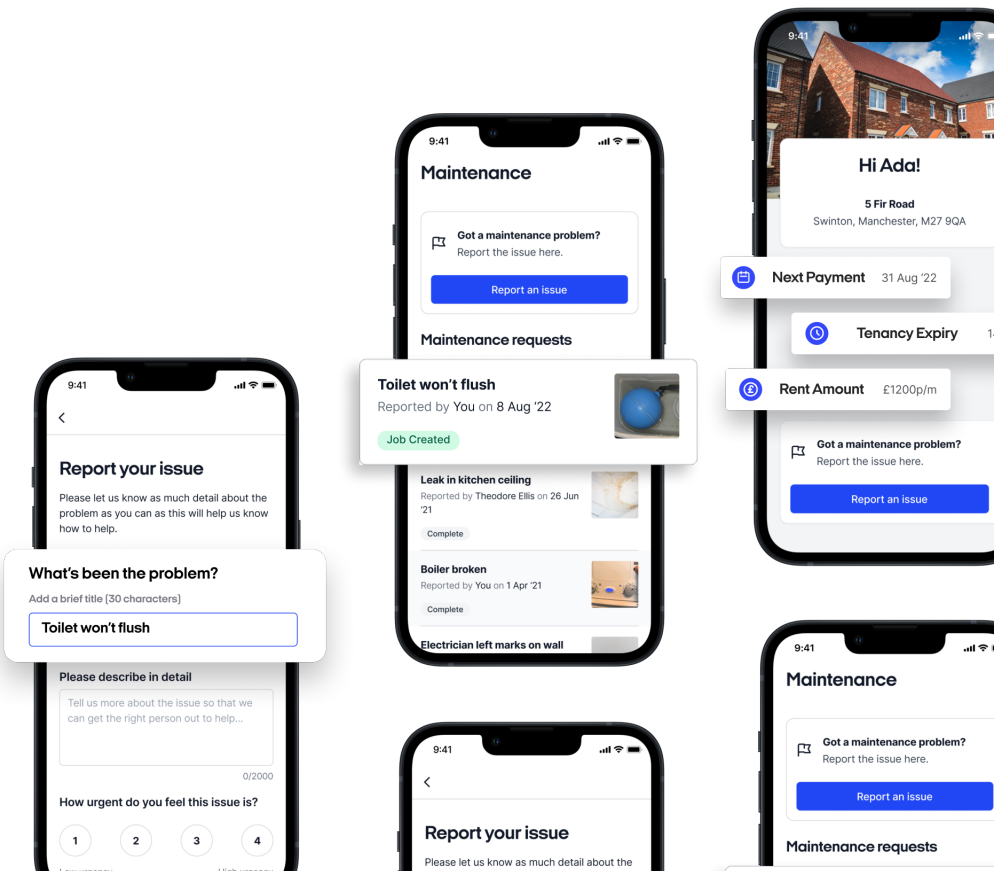 9:41
Report your issue
Please let us know as much detail about the
problem as you can as this will help us know
how to help.
What's been the problem?
Add a brief title (30 characters)
Toilet won't flush
Please describe in detail
Tell us more about the issue so that we
can get the right person out to help...
0/2000
How urgent do you feel this issue is?
1 2 3 4
Low urgency High urgency
9:41
Maintenance
Got a maintenance problem?
Report the issue here.
Report an issue
Maintenance requests
Toilet won't flush
Reported by You on 8 Aug '22
Job Created
Leak in kitchen ceiling
Reported by Theodore Ellis on 26 Jun
'21
Complete
Boiler broken
Reported by You on 1 Apr '21
Complete
Electrician left marks on wall
9:41
Report your issue
Please let us know as much detail about the
9:41
Hi Ada!
5 Fir Road
Swinton, Manchester, M27 9QA
Next Payment 31 Aug '22
Tenancy Expiry
Rent Amount £1200p/m
Got a maintenance problem?
Report the issue here.
Report an issue
9:41
Maintenance
Got a maintenance problem?
Report the issue here.
Report an issue
Maintenance requests